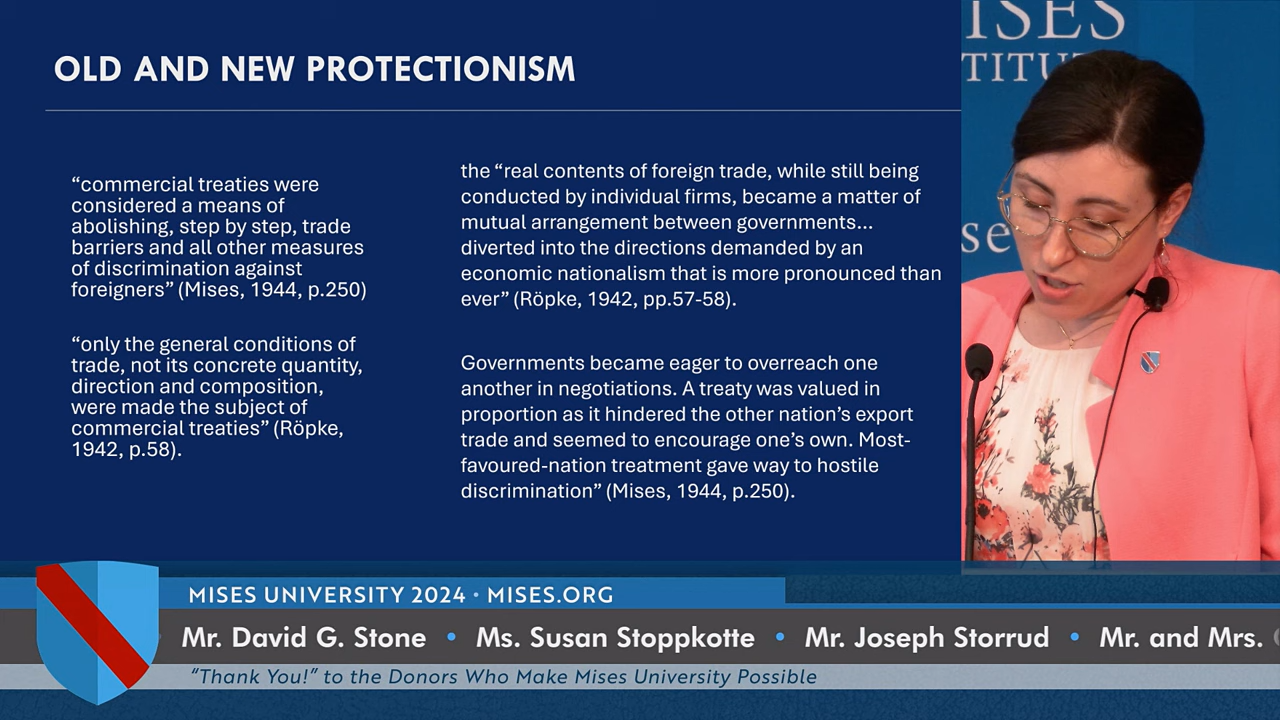 OLD AND NEW PROTECTIONISM
“commercial treaties were
considered a means of
abolishing, step by step, trade
barriers and all other measures
of discrimination against
foreigners” (Mises, 1944, p.250)
“only the general conditions of
trade, not its concrete quantity,
direction and composition,
were made the subject of
commercial treaties” (Röpke,
1942, p.58).
the “real contents of foreign trade, while still being
conducted by individual firms, became a matter of
mutual arrangement between governments...
diverted into the directions demanded by an
economic nationalism that is more pronounced than
ever” (Röpke, 1942, pp.57-58).
Governments became eager to overreach one
another in negotiations. A treaty was valued in
proportion as it hindered the other nation’s export
trade and seemed to encourage one’s own. Most-
favoured-nation treatment gave way to hostile
discrimination” (Mises, 1944, p.250).
ISES
TITU
se
MISES UNIVERSITY 2024 • MISES.ORG
Mr. David G. Stone • Ms. Susan Stoppkotte • Mr. Joseph Storrud • Mr. and Mrs.
“Thank You!” to the Donors Who Make Mises University Possible